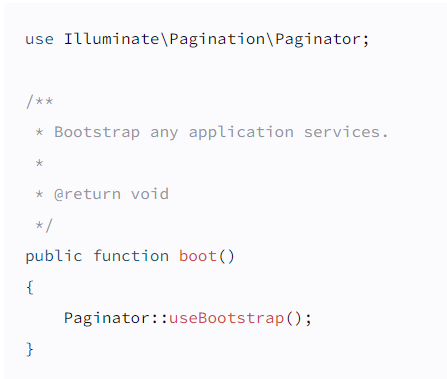 use Illuminate\Pagination\Paginator;
/**
 * Bootstrap any application services.
 *
 * @return void
 */
public function boot()
{
    Paginator::useBootstrap();
}